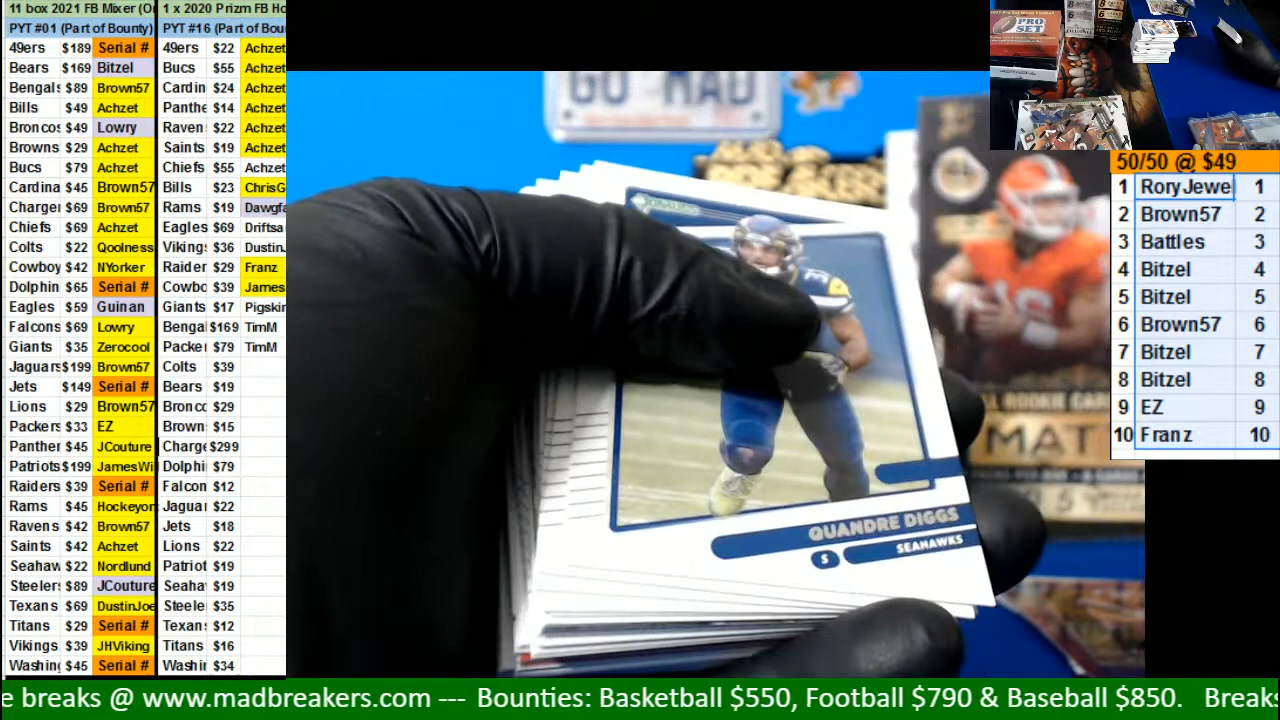 11 box 2021 FB Mixer (Or
PYT #01 (Part of Bounty)
49ers $189 Serial #
Bears $169 Bitzel
Bengals $89 Brown57
Bills $49 Achzet
Broncos $49 Lowry
Browns $29 Achzet
Bucs $79 Achzet
Cardina $45 Brown57
Charge $69 Brown57
Chiefs $69 Achzet
Colts $22 Qoolness
Cowboy $42 NYorker
Dolphin $65 Serial #
Eagles $59 Guinan
Falcons $69 Lowry
Giants $35 Zerocool
Jaguars $199 Brown57
Jets $149 Serial #
Lions $29 Brown57
Packers $33 EZ
Panther $45 JCouture
Patriots $199 JamesWi
Raiders $39 Serial #
Rams $45 Hockeyor
Ravens $42 Brown57
Saints $42 Achzet
Seahaw $22 Nordlund
Steelers $89 JCouture
Texans $69 DustinJoe
Titans $29 Serial #
Vikings $39 JHViking
Washing $45 Serial #
1 x 2020 Prizm FB Ho
PYT #16 (Part of Boun
49ers $22 Achzet
Bucs $55 Achzet
Cardin $24 Achzet
Panthe $14 Achzet
Raven $22 Achzet
Saints $19 Achzet
Chiefs $55 Achzet
Bills $23 ChrisG
Rams $19 Dawgfa
Eagles $69 Driftsa
Viking $36 DustinJ
Raider $29 Franz
Cowbo $39 James
Giants $17 Pigskin
Benga $169 TimM
Packe $79 TimM
Colts $39
Bears $19
Bronco $29
Brown $15
Charge $299
Dolphi $79
Falcon $12
Jagua $22
Jets $18
Lions $22
Patriot $19
Seaha $19
Steele $35
Texan $12
Titans $16
Washi $34
GO MAD
QUANDRE DIGGS
S SEAHAWKS
PRO SET
50/50 @ $49
1 RoryJewel 1
2 Brown57 2
3 Battles 3
4 Bitzel 4
5 Bitzel 5
6 Brown57 6
7 Bitzel 7
8 Bitzel 8
9 EZ 9
10 Franz 10
e breaks @ www.madbreakers.com --- Bounties: Basketball $550, Football $790 & Baseball $850. Breaks